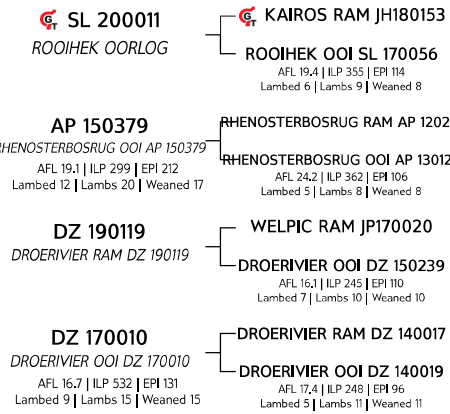 GT SL 200011
ROOIHEK OORLOG
GT KAIROS RAM JH180153
ROOIHEK OOI SL 170056
AFL 19.4 | ILP 355 | EPI 114
Lambed 6 | Lambs 9 | Weaned 8
AP 150379
RHENOSTERBOSRUG OOI AP 150379
AFL 19.1 | ILP 299 | EPI 212
Lambed 12 | Lambs 20 | Weaned 17
RHENOSTERBOSRUG RAM AP 1202
RHENOSTERBOSRUG OOI AP 13012
AFL 24.2 | ILP 362 | EPI 106
Lambed 5 | Lambs 8 | Weaned 8
DZ 190119
DROERIVIER RAM DZ 190119
WELPIC RAM JP170020
DROERIVIER OOI DZ 150239
AFL 16.1 | ILP 245 | EPI 110
Lambed 7 | Lambs 10 | Weaned 10
DZ 170010
DROERIVIER OOI DZ 170010
AFL 16.7 | ILP 532 | EPI 131
Lambed 9 | Lambs 15 | Weaned 15
DROERIVIER RAM DZ 140017
DROERIVIER OOI DZ 140019
AFL 17.4 | ILP 248 | EPI 96
Lambed 5 | Lambs 11 | Weaned 11